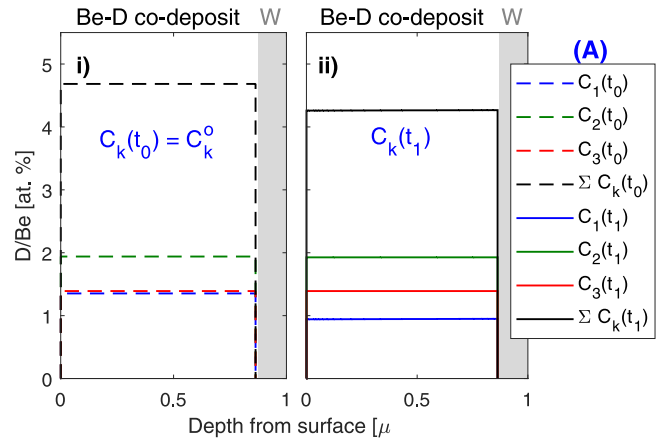 Be-D co-deposit W Be-D co-deposit W
i) ii) (A)
C_k(t_0) = C_k^o C_k(t_1)
C_1(t_0)
C_2(t_0)
C_3(t_0)
Σ C_k(t_0)
C_1(t_1)
C_2(t_1)
C_3(t_1)
Σ C_k(t_1)
D/Be [at. %]
5
4
3
2
1
0
0 0.5 1 0 0.5 1
Depth from surface [μ